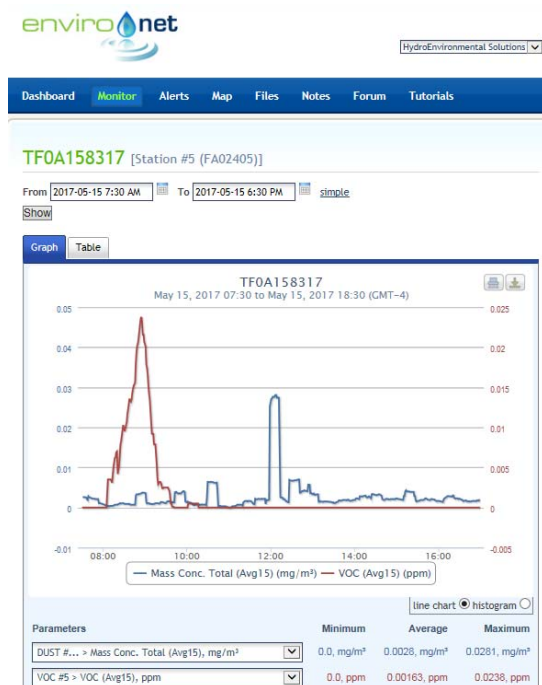 enviro net
HydroEnvironmental Solutions
Dashboard Monitor Alerts Map Files Notes Forum Tutorials
TF0A158317 [Station #5 (FA02405)]
From 2017-05-15 7:30 AM To 2017-05-15 6:30 PM simple
Show
Graph Table
TF0A158317
May 15, 2017 07:30 to May 15, 2017 18:30 (GMT-4)
0.05 0.025
0.04 0.02
0.03 0.015
0.02 0.01
0.01 0.005
0 0
-0.01 -0.005
08:00 10:00 12:00 14:00 16:00
Mass Conc. Total (Avg15) (mg/m³) VOC (Avg15) (ppm)
line chart histogram
Parameters Minimum Average Maximum
DUST #... > Mass Conc. Total (Avg15), mg/m³ 0.0, mg/m³ 0.0028, mg/m³ 0.0281, mg/m³
VOC #5 > VOC (Avg15), ppm 0.0, ppm 0.00163, ppm 0.0238, ppm